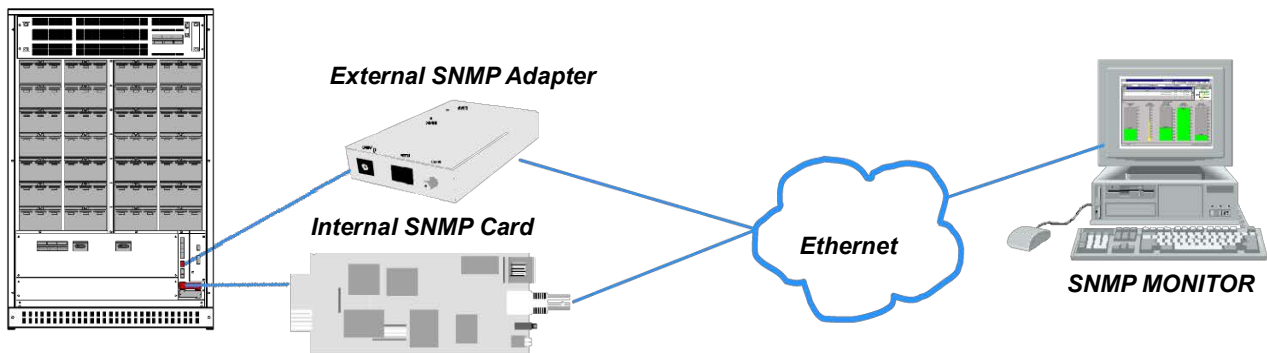 External SNMP Adapter
Internal SNMP Card
Ethernet
SNMP MONITOR